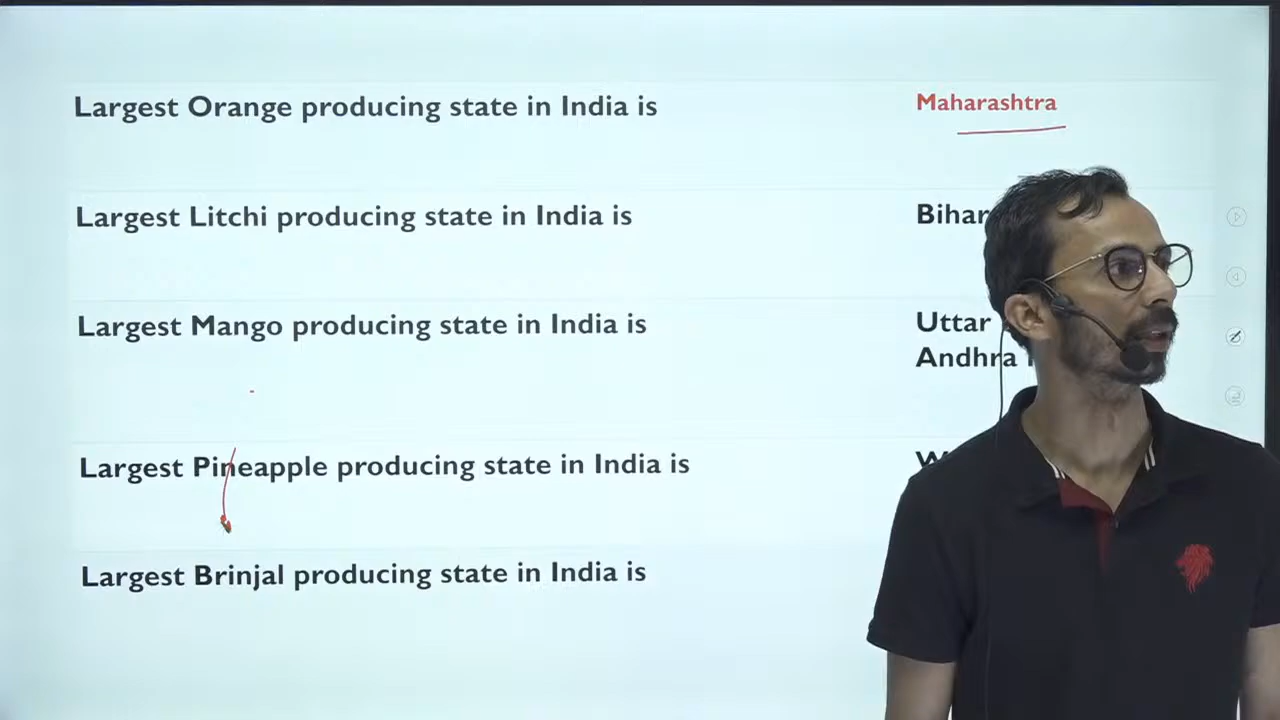 Largest Orange producing state in India is Maharashtra
Largest Litchi producing state in India is Bihar
Largest Mango producing state in India is Uttar
Andhra
Largest Pineapple producing state in India is
Largest Brinjal producing state in India is